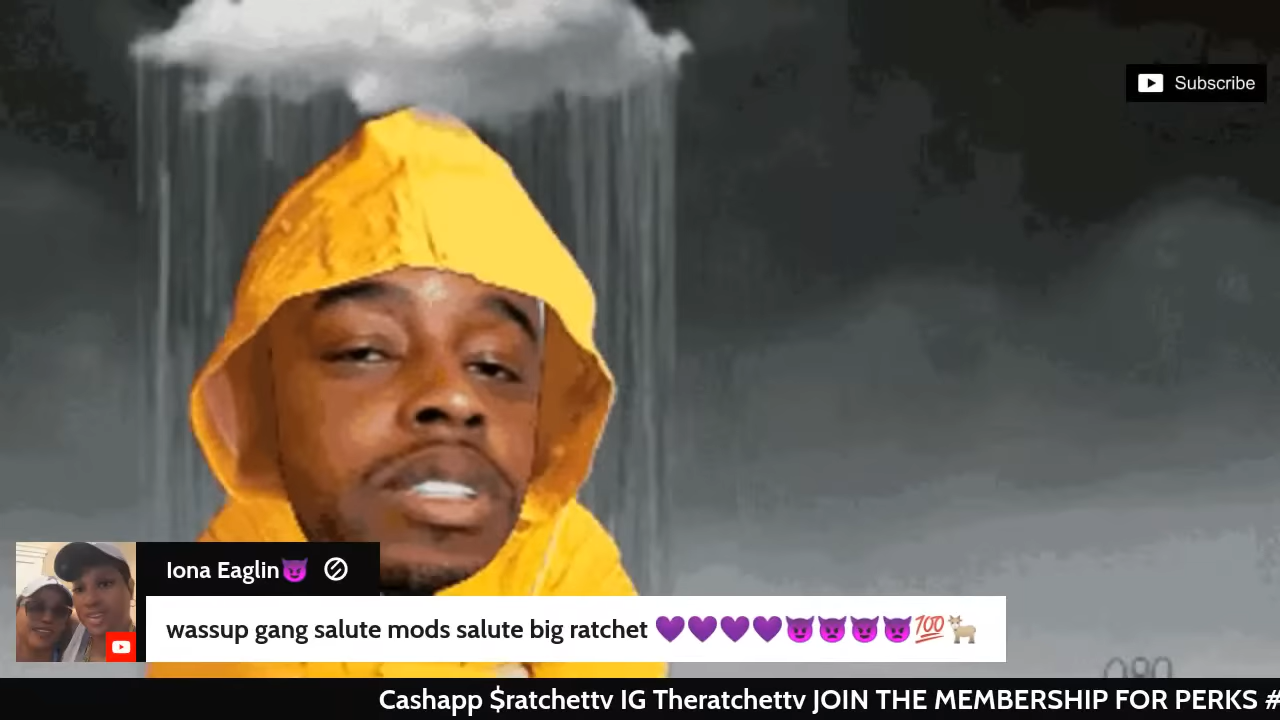 Subscribe
Iona Eaglin😈
wassup gang salute mods salute big ratchet 💜💜💜💜😈👿😈👿💯🐐
Cashapp $ratchettv IG Theratchettv JOIN THE MEMBERSHIP FOR PERKS #